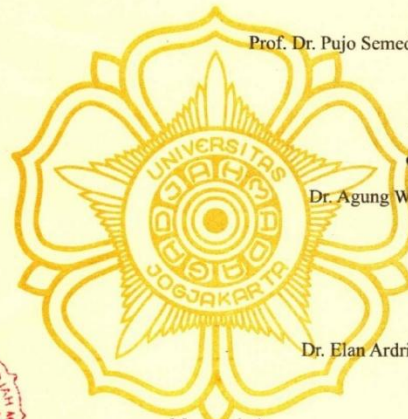 Prof. Dr. Pujo Semed
UNIVERSITAS
GADJAH MADA
Dr. Agung W
JOGJAKARTA
Dr. Elan Ardri